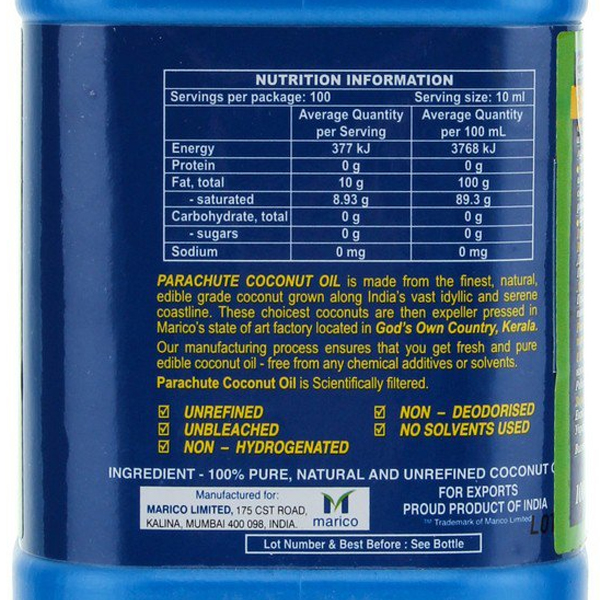 NUTRITION INFORMATION
Servings per package: 100 Serving size: 10 ml
Average Quantity per Serving Average Quantity per 100 mL
Energy 377 kJ 3768 kJ
Protein 0 g 0 g
Fat, total 10 g 100 g
- saturated 8.93 g 89.3 g
Carbohydrate, total 0 g 0 g
- sugars 0 g 0 g
Sodium 0 mg 0 mg
PARACHUTE COCONUT OIL is made from the finest, natural,
edible grade coconut grown along India's vast idyllic and serene
coastline. These choicest coconuts are then expeller pressed in
Marico's state of art factory located in God's Own Country, Kerala.
Our manufacturing process ensures that you get fresh and pure
edible coconut oil - free from any chemical additives or solvents.
Parachute Coconut Oil is Scientifically filtered.
UNREFINED NON – DEODORISED
UNBLEACHED NO SOLVENTS USED
NON – HYDROGENATED
INGREDIENT - 100% PURE, NATURAL AND UNREFINED COCONUT
Manufactured for:
MARICO LIMITED, 175 CST ROAD,
KALINA, MUMBAI 400 098, INDIA.
marico
FOR EXPORTS
PROUD PRODUCT OF INDIA
™ Trademark of Marico Limited
Lot Number & Best Before : See Bottle